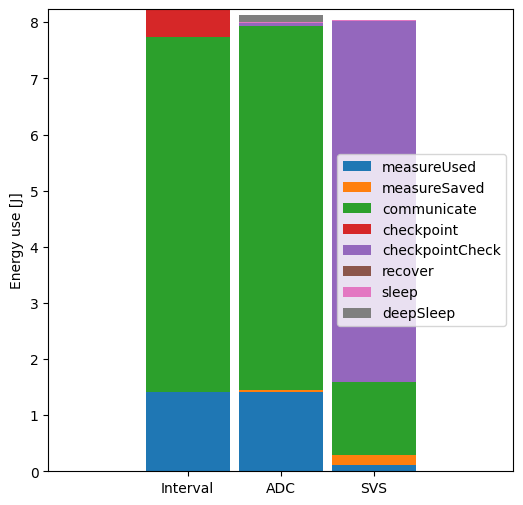 8
7
6
5
4
3
2
1
0
Energy use [J]
measureUsed
measureSaved
communicate
checkpoint
checkpointCheck
recover
sleep
deepSleep
Interval ADC SVS